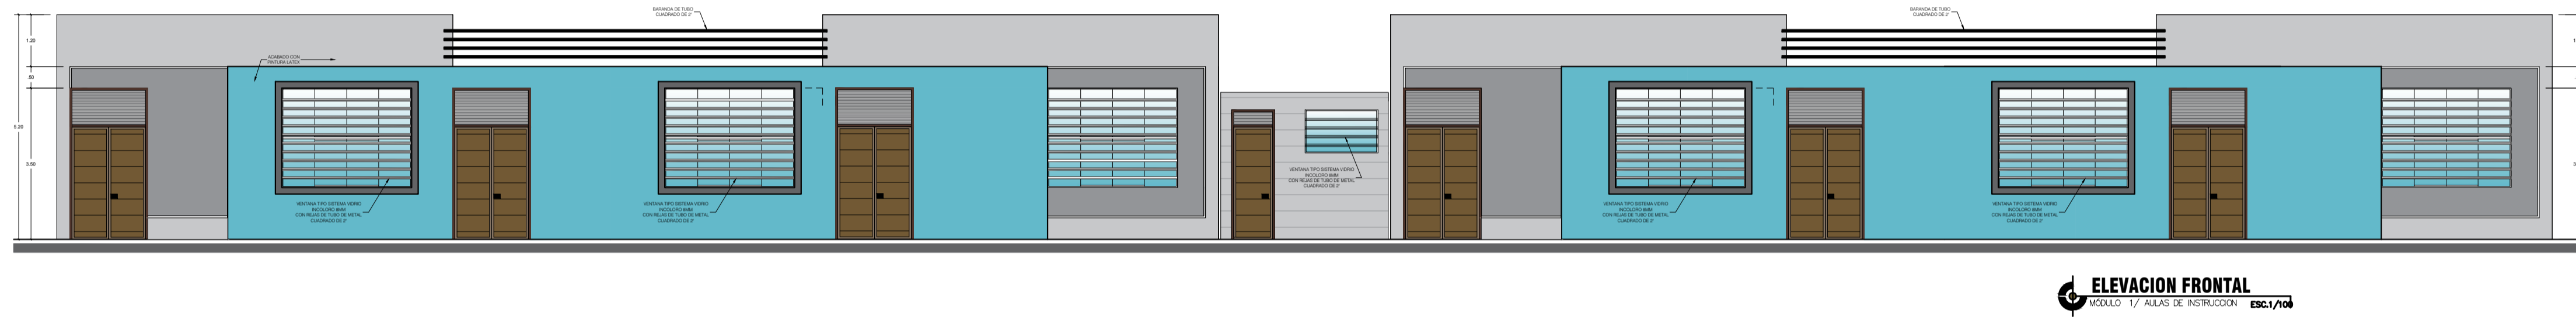 BARANDA DE TUBO
CUADRADO DE 2"
BARANDA DE TUBO
CUADRADO DE 2"
1.20
ACABADO CON
PINTURA LATEX
.50
5.20
3.50
VENTANA TIPO SISTEMA VIDRIO
INCOLORO 8MM
CON REJAS DE TUBO DE METAL
CUADRADO DE 2"
VENTANA TIPO SISTEMA VIDRIO
INCOLORO 8MM
CON REJAS DE TUBO DE METAL
CUADRADO DE 2"
VENTANA TIPO SISTEMA VIDRIO
INCOLORO 8MM
CON REJAS DE TUBO DE METAL
CUADRADO DE 2"
VENTANA TIPO SISTEMA VIDRIO
INCOLORO 8MM
CON REJAS DE TUBO DE METAL
CUADRADO DE 2"
VENTANA TIPO SISTEMA VIDRIO
INCOLORO 8MM
CON REJAS DE TUBO DE METAL
CUADRADO DE 2"
ELEVACION FRONTAL
MÓDULO 1/ AULAS DE INSTRUCCION ESC.1/100